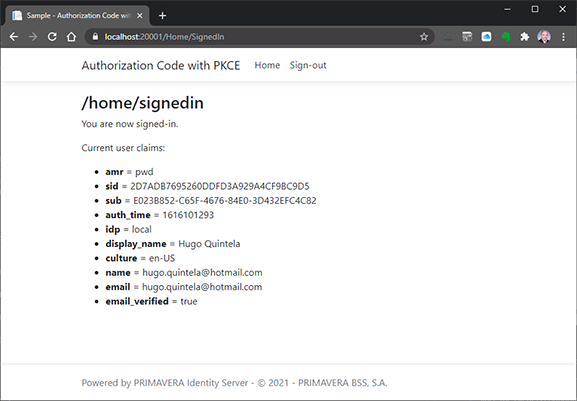 Sample - Authorization Code with
localhost:20001/Home/SignedIn
Authorization Code with PKCE Home Sign-out
/home/signedin
You are now signed-in.
Current user claims:
amr = pwd
sid = 2D7ADB7695260DDFD3A929A4CF9BC9D5
sub = E023B852-C65F-4676-84E0-3D432EFC4C82
auth_time = 1616101293
idp = local
display_name = Hugo Quintela
culture = en-US
name = hugo.quintela@hotmail.com
email = hugo.quintela@hotmail.com
email_verified = true
Powered by PRIMAVERA Identity Server - © 2021 - PRIMAVERA BSS, S.A.